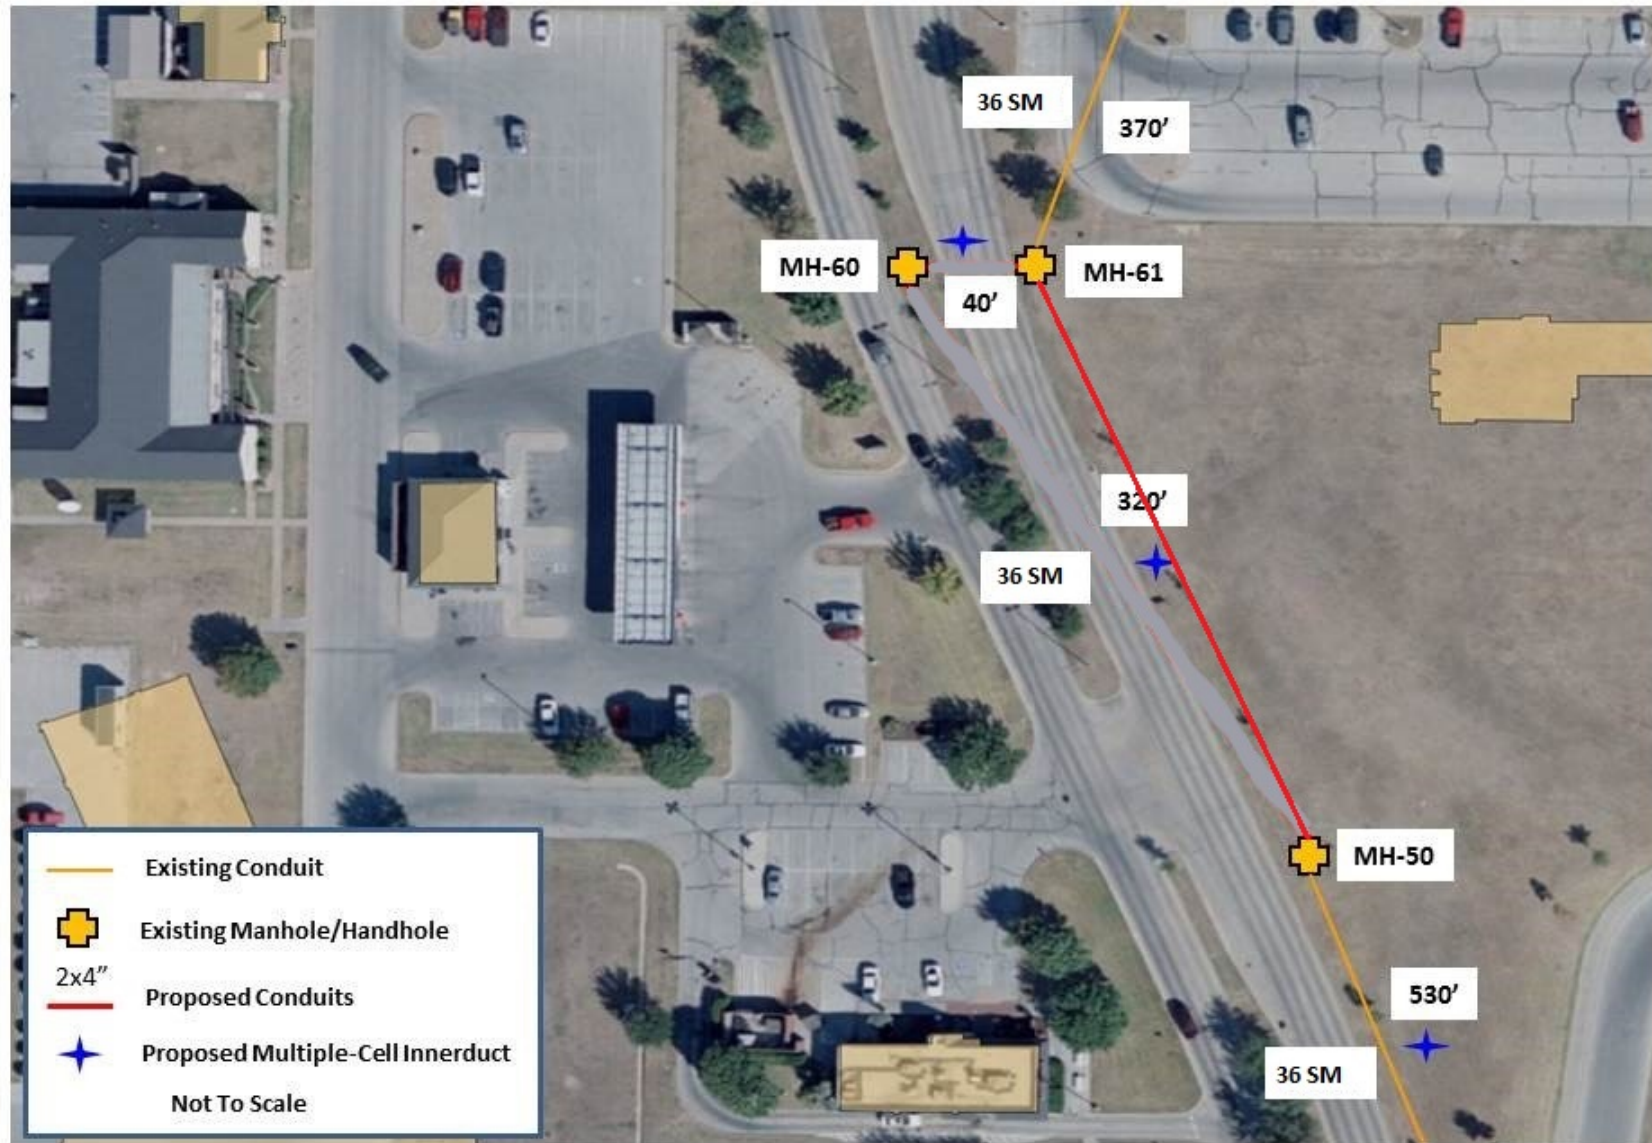 36 SM
370’
MH-60
MH-61
40’
320’
36 SM
MH-50
530’
36 SM
Existing Conduit
Existing Manhole/Handhole
2x4”
Proposed Conduits
Proposed Multiple-Cell Innerduct
Not To Scale